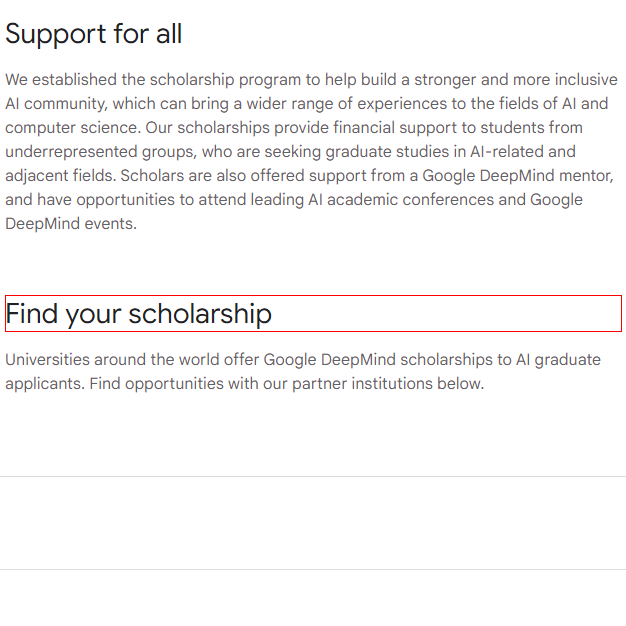 Support for all
We established the scholarship program to help build a stronger and more inclusive
AI community, which can bring a wider range of experiences to the fields of AI and
computer science. Our scholarships provide financial support to students from
underrepresented groups, who are seeking graduate studies in AI-related and
adjacent fields. Scholars are also offered support from a Google DeepMind mentor,
and have opportunities to attend leading AI academic conferences and Google
DeepMind events.
Find your scholarship
Universities around the world offer Google DeepMind scholarships to AI graduate
applicants. Find opportunities with our partner institutions below.